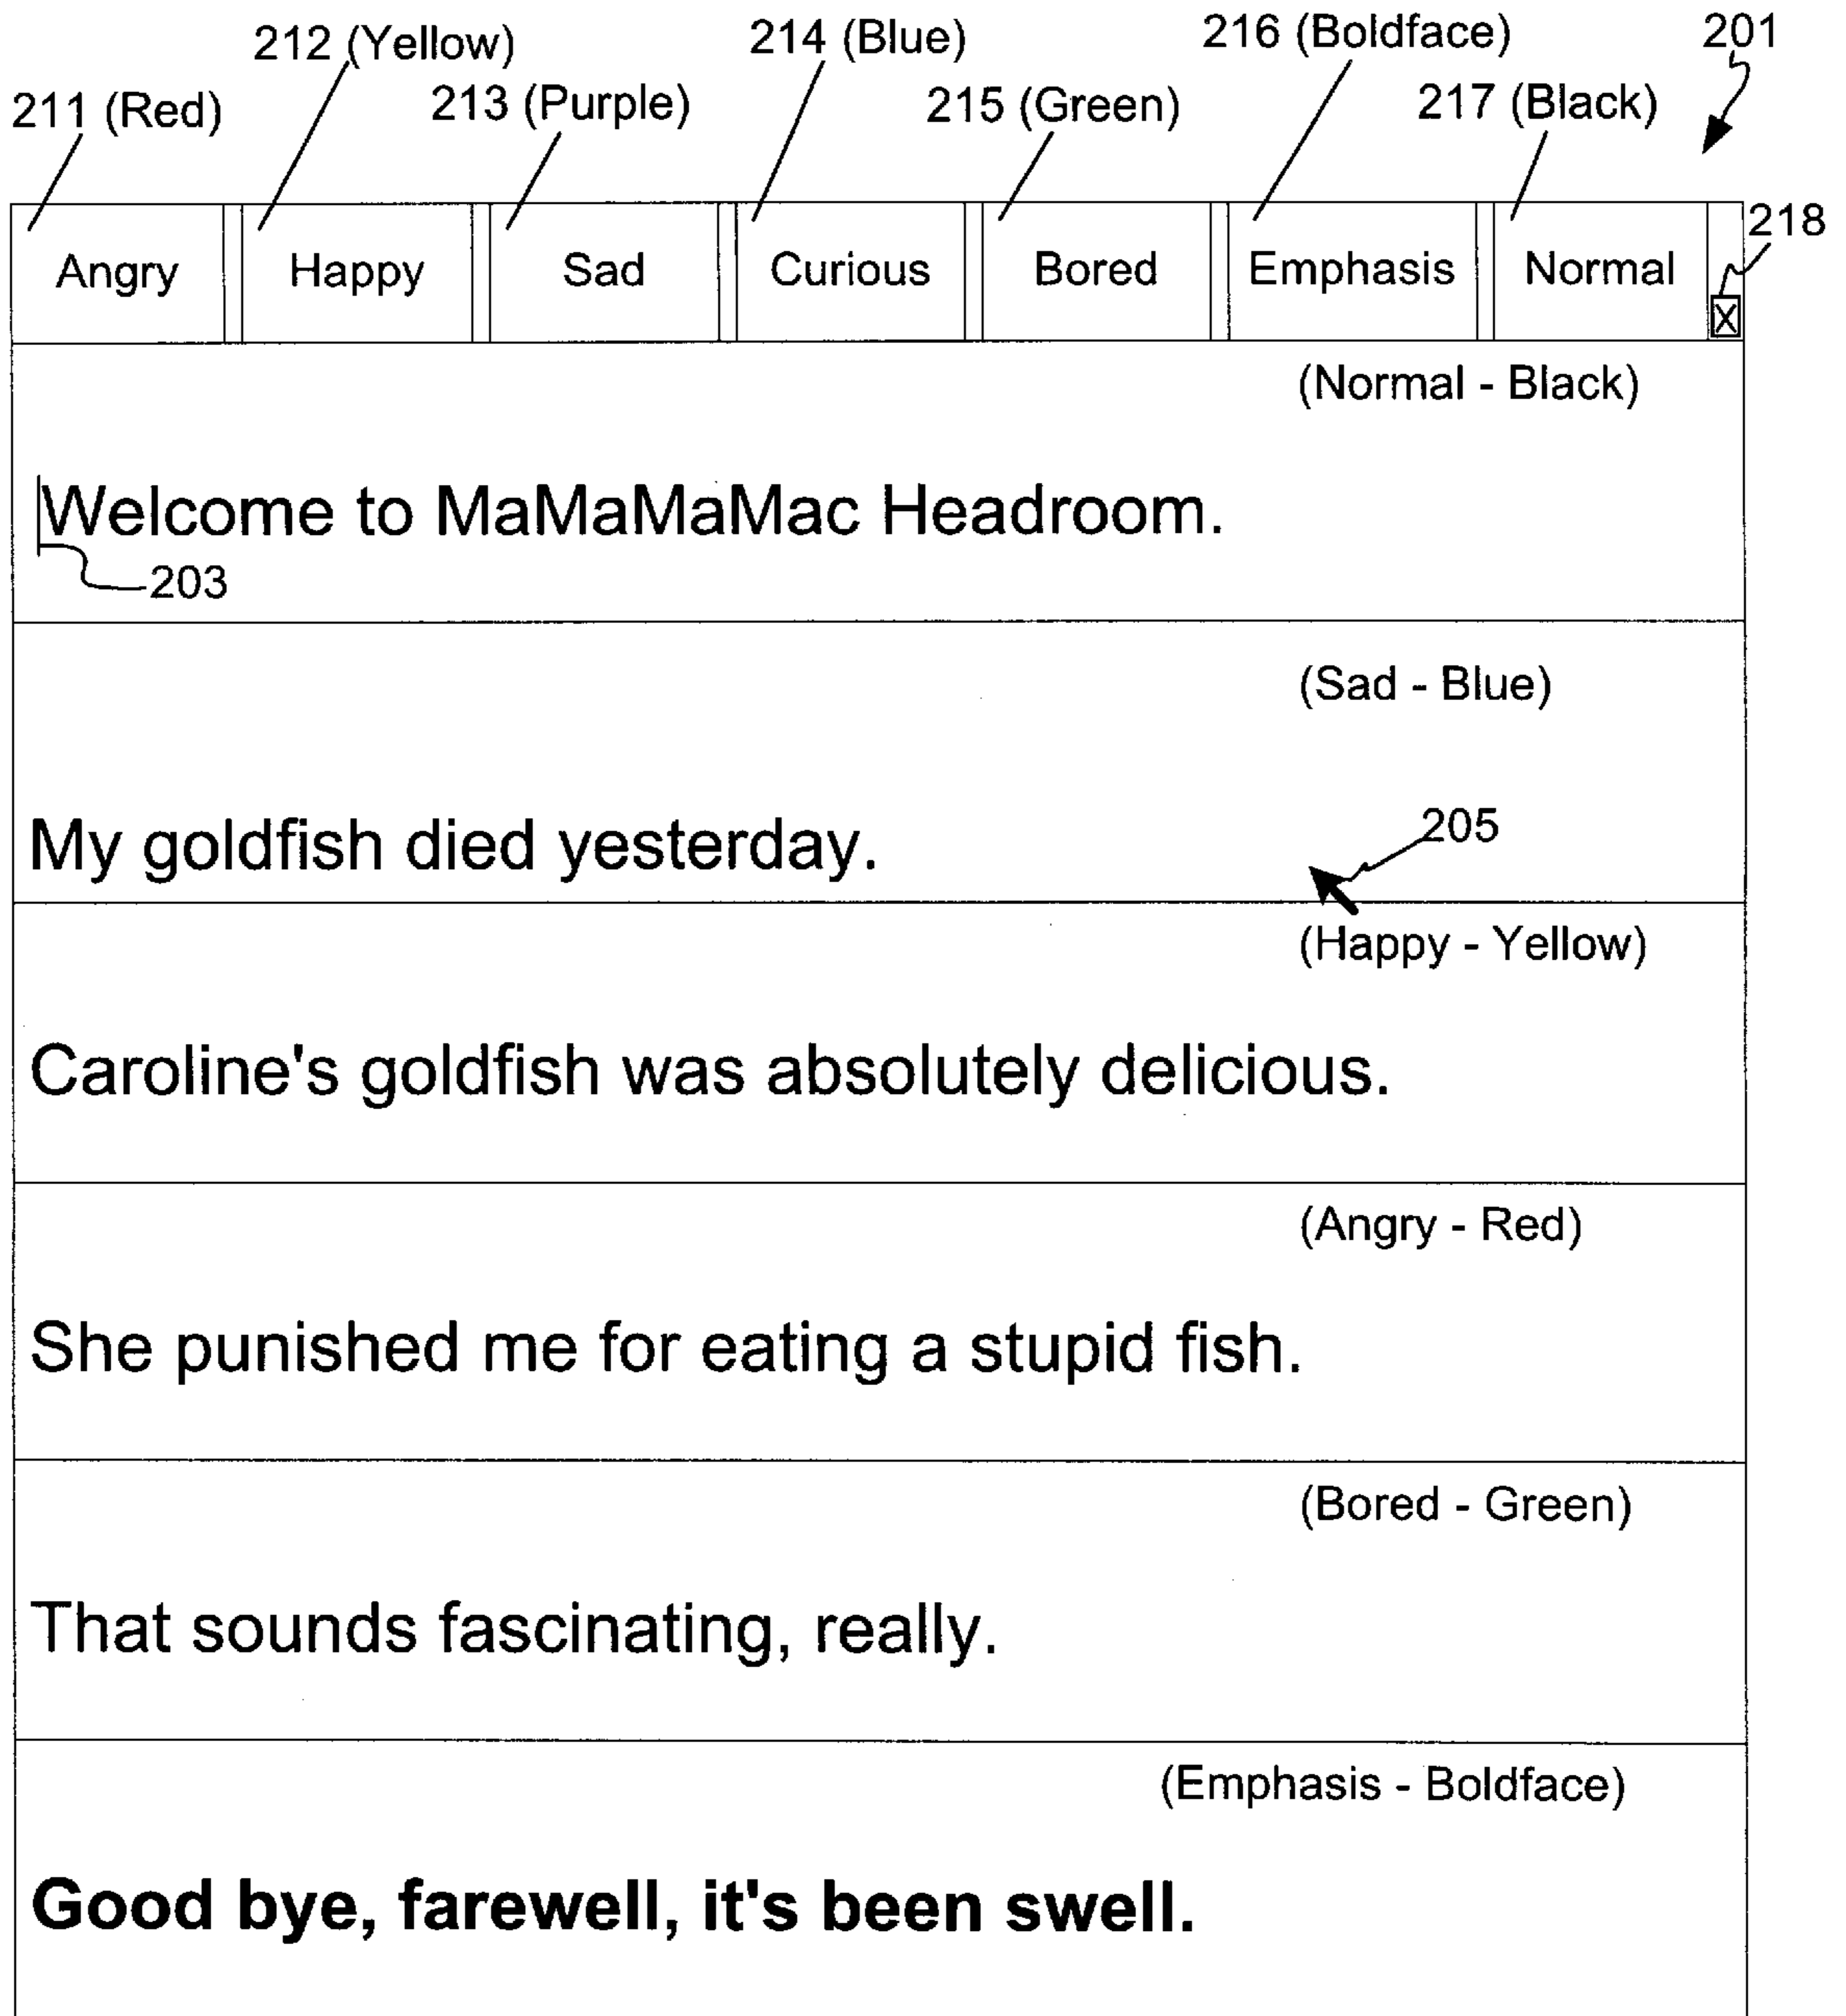 212 (Yellow) 214 (Blue) 216 (Boldface) 201
211 (Red) 213 (Purple) 215 (Green) 217 (Black)
218
Angry Happy Sad Curious Bored Emphasis Normal
X
(Normal - Black)
Welcome to MaMaMaMac Headroom.
203
(Sad - Blue)
My goldfish died yesterday.
205
(Happy - Yellow)
Caroline's goldfish was absolutely delicious.
(Angry - Red)
She punished me for eating a stupid fish.
(Bored - Green)
That sounds fascinating, really.
(Emphasis - Boldface)
Good bye, farewell, it's been swell.